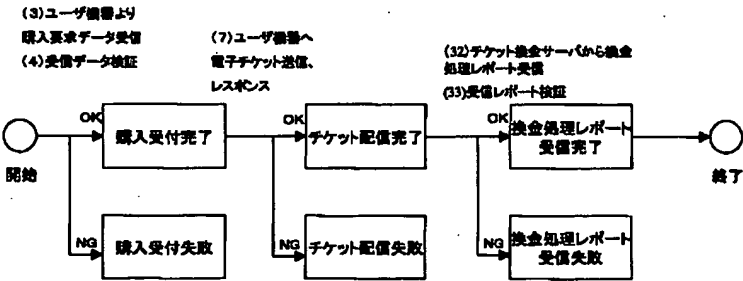 (3)ユーザ機器より
購入要求データ受信
(4)受信データ検証
(7)ユーザ機器へ
電子チケット送信、
レスポンス
(32)チケット換金サーバから換金
処理レポート受信
(33)受信レポート検証
開始
OK
購入受付完了
OK
チケット配信完了
OK
換金処理レポート
受信完了
終了
NG
購入受付失敗
NG
チケット配信失敗
NG
換金処理レポート
受信失敗